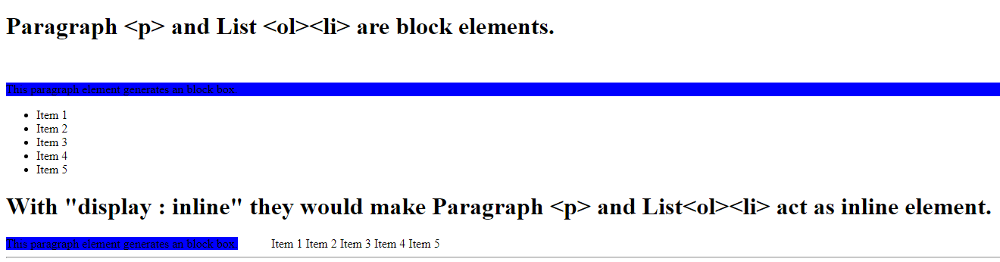 Paragraph <p> and List <ol><li> are block elements.
This paragraph element generates an block box.
Item 1
Item 2
Item 3
Item 4
Item 5
With "display : inline" they would make Paragraph <p> and List<ol><li> act as inline element.
This paragraph element generates an block box. Item 1 Item 2 Item 3 Item 4 Item 5